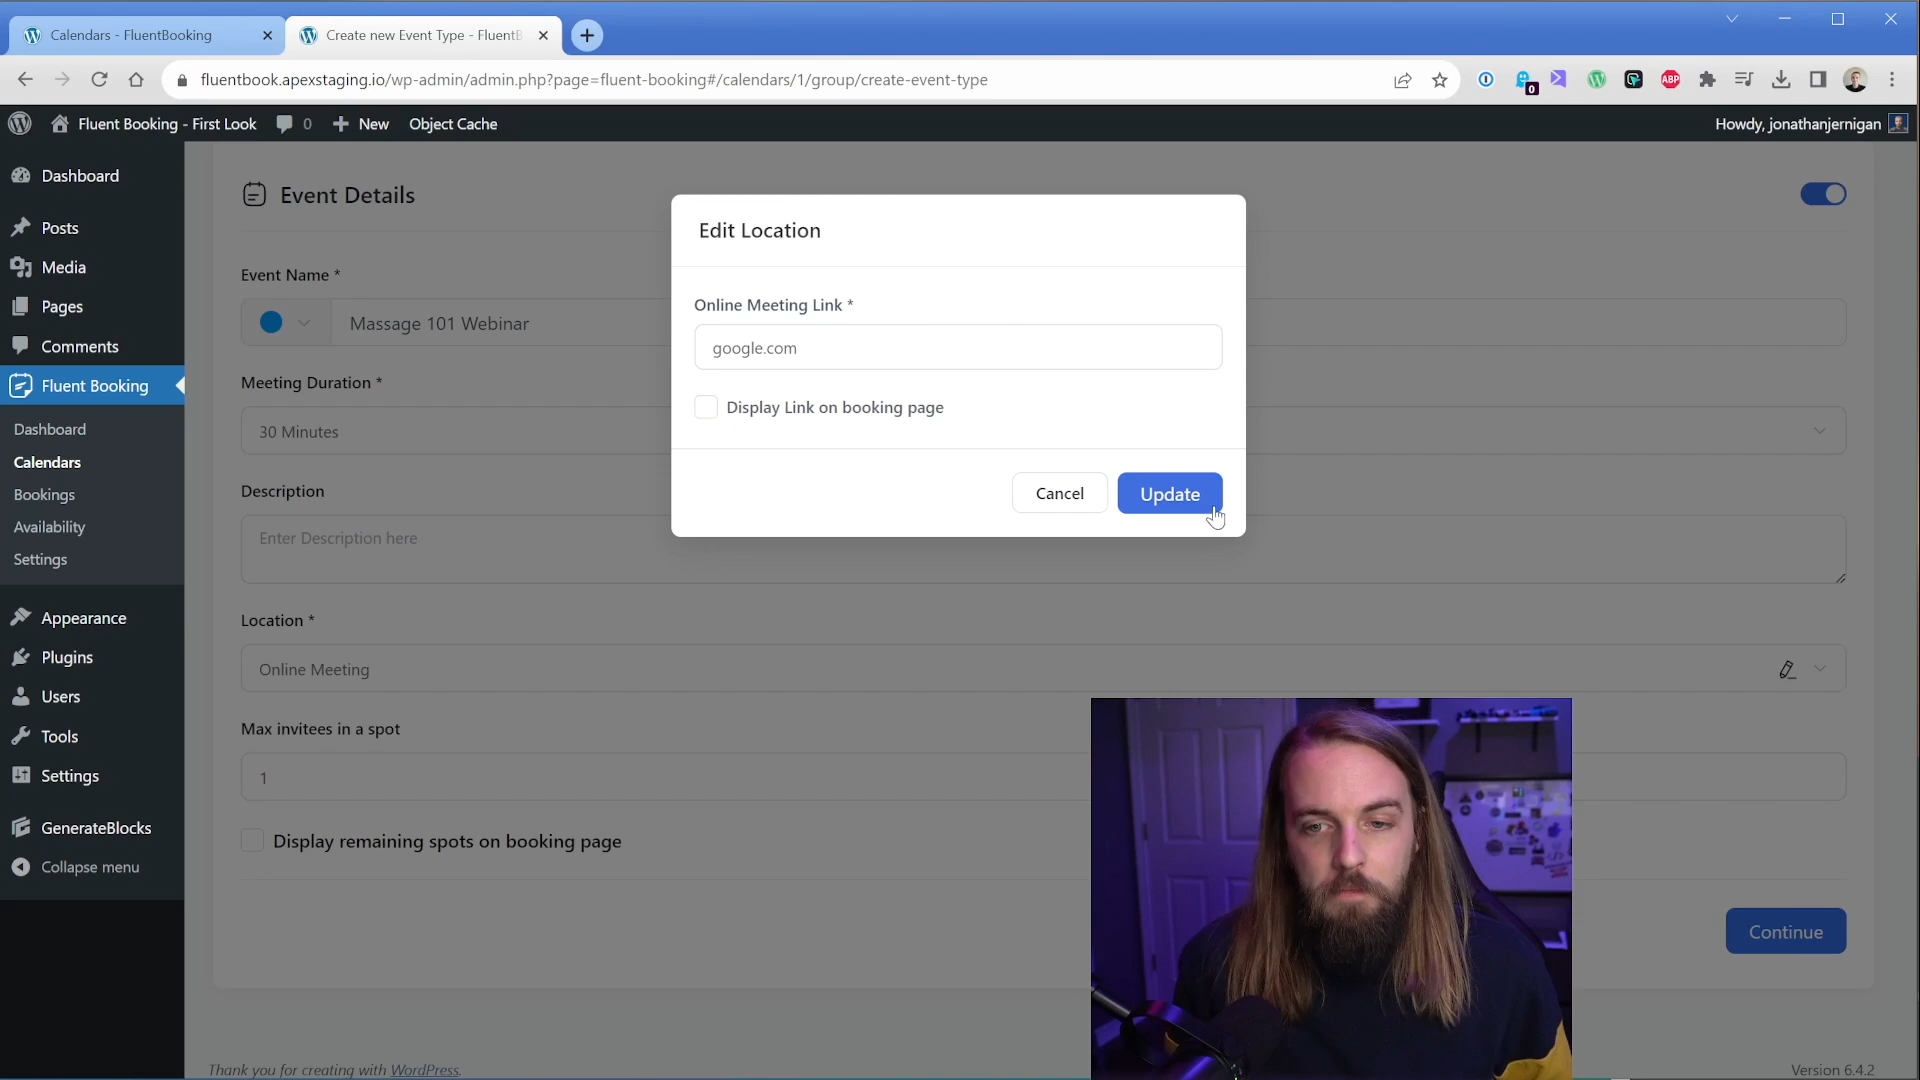 Calendars - FluentBooking
Create new Event Type - FluentB
fluentbook.apexstaging.io/wp-admin/admin.php?page=fluent-booking#/calendars/1/group/create-event-type
0
ABP
Fluent Booking - First Look
0
New
Object Cache
Howdy, jonathanjernigan
Dashboard
Posts
Media
Pages
Comments
Fluent Booking
Dashboard
Calendars
Bookings
Availability
Settings
Appearance
Plugins
Users
Tools
Settings
GenerateBlocks
Collapse menu
Event Details
Event Name *
Massage 101 Webinar
Meeting Duration *
30 Minutes
Description
Enter Description here
Location *
Online Meeting
Max invitees in a spot
1
Display remaining spots on booking page
Continue
Edit Location
Online Meeting Link *
google.com
Display Link on booking page
Cancel
Update
Thank you for creating with WordPress.
Version 6.4.2